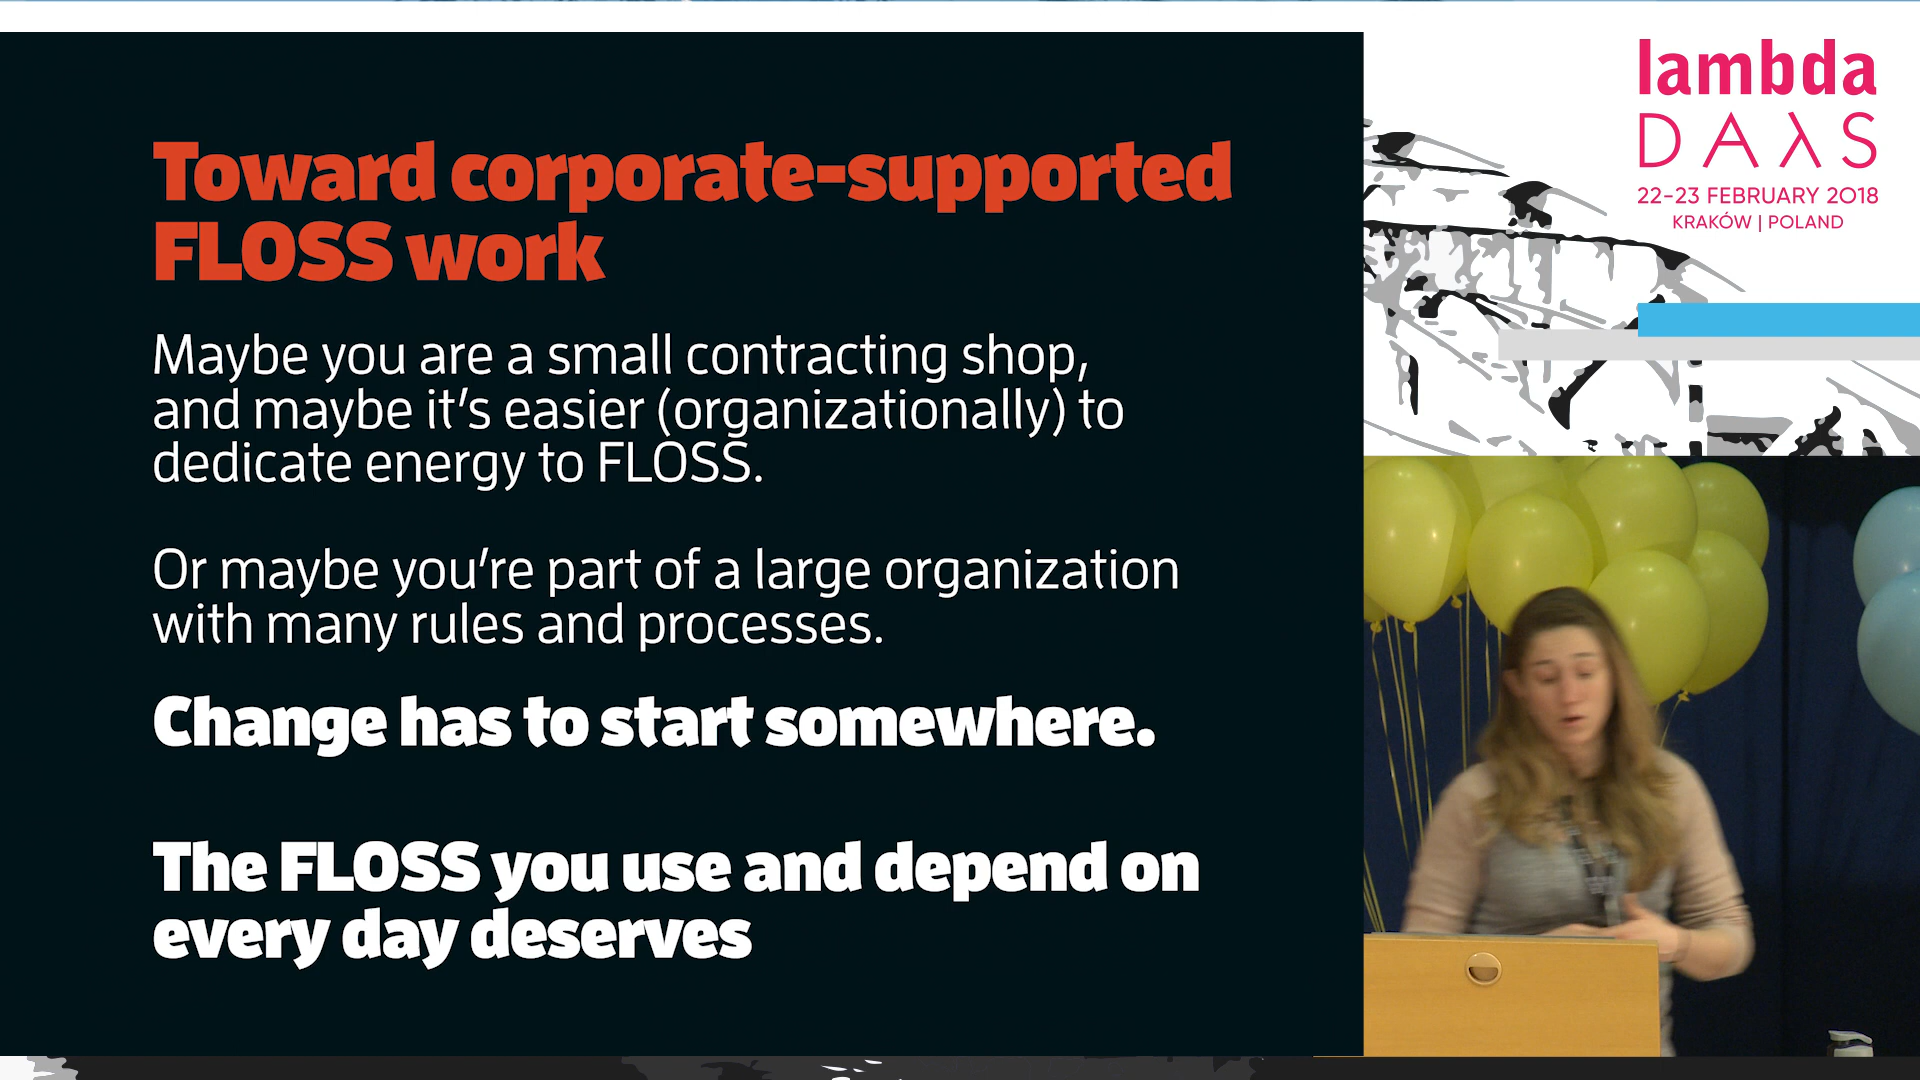 Toward corporate-supported
FLOSS work
Maybe you are a small contracting shop,
and maybe it's easier (organizationally) to
dedicate energy to FLOSS.
Or maybe you're part of a large organization
with many rules and processes.
Change has to start somewhere.
The FLOSS you use and depend on
every day deserves
lambda
DAλS
22-23 FEBRUARY 2018
KRAKÓW | POLAND